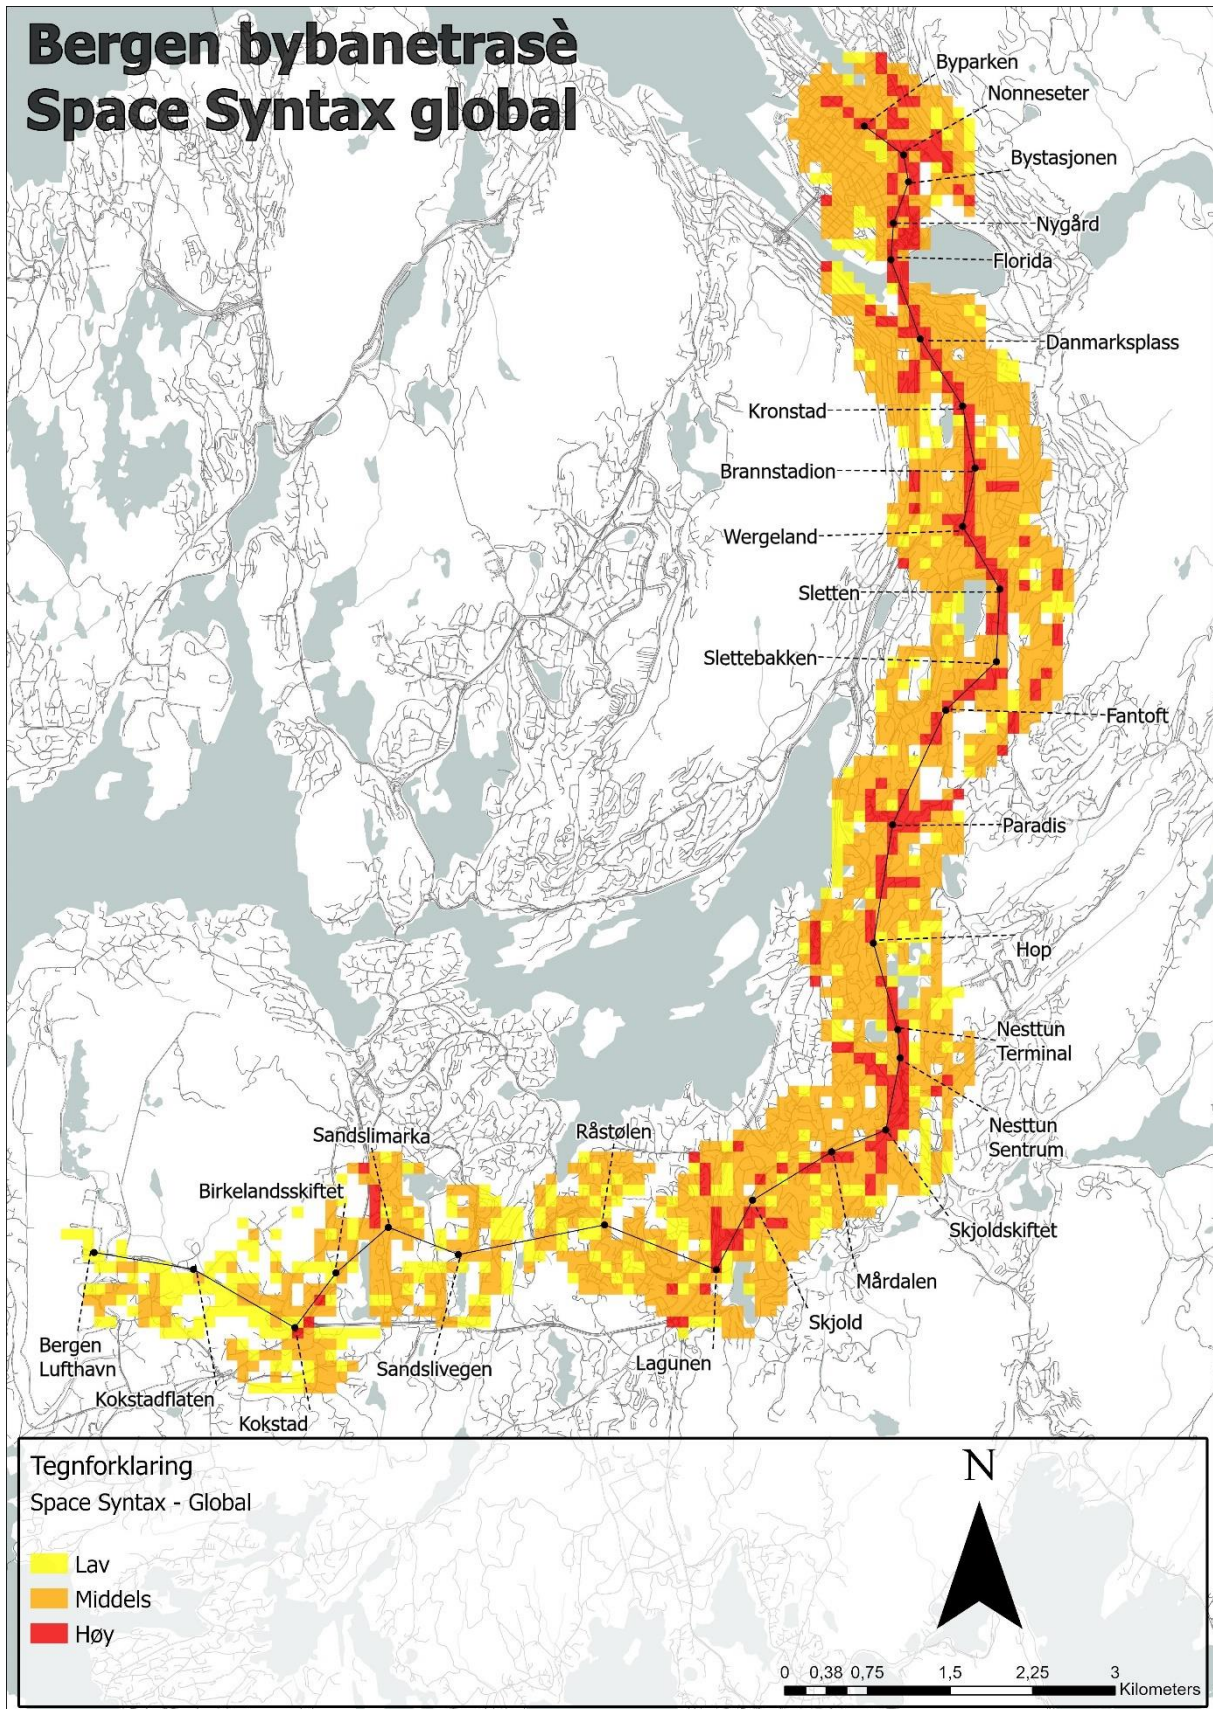 Bergen bybanetrasè
Space Syntax global
Byparken
Nonneseter
Bystasjonen
Nygård
Florida
Danmarksplass
Kronstad
Brannstadion
Wergeland
Sletten
Slettebakken
Fantoft
Paradis
Hop
Nesttun
Terminal
Nesttun
Sentrum
Sandslimarka
Råstølen
Birkelandsskiftet
Skjoldskiftet
Mårdalen
Skjold
Bergen
Lufthavn
Lagunen
Sandslivegen
Kokstadflaten
Kokstad
Tegnforklaring
Space Syntax - Global
Lav
Middels
Høy
N
0 0,38 0,75 1,5 2,25 3
Kilometers